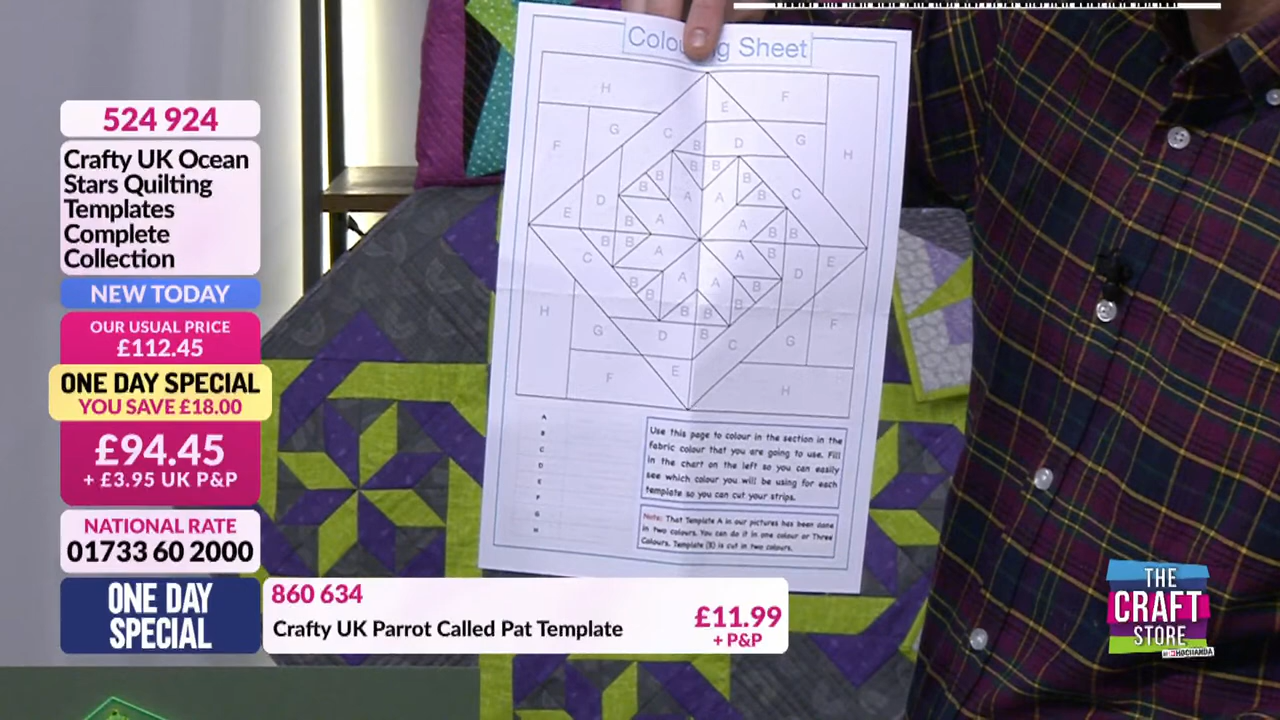 524 924
Crafty UK Ocean
Stars Quilting
Templates
Complete
Collection
NEW TODAY
OUR USUAL PRICE
£112.45
ONE DAY SPECIAL
YOU SAVE £18.00
£94.45
+ £3.95 UK P&P
NATIONAL RATE
01733 60 2000
ONE DAY
SPECIAL
860 634
Crafty UK Parrot Called Pat Template
£11.99
+ P&P
Sheet
H
E
F
F
G
C
B
D
G
H
B
B
B
B
B
A
A
B
C
E
D
B
A
A
B
B
B
B
A
A
B
E
C
A
A
D
B
B
B
B
H
B
B
B
F
G
D
C
G
F
E
H
A
B
C
D
E
F
G
H
Use this page to colour in the section in the
fabric colour that you are going to use. Fill
in the chart on the left so you can easily
see which colour you will be using for each
template so you can cut your strips.
Note: That Template A in our pictures has been done
in two colours. You can do it in one colour or Three
Colours. Template (B) is cut in two colours.
THE
CRAFT
STORE
BY HOCHANDA